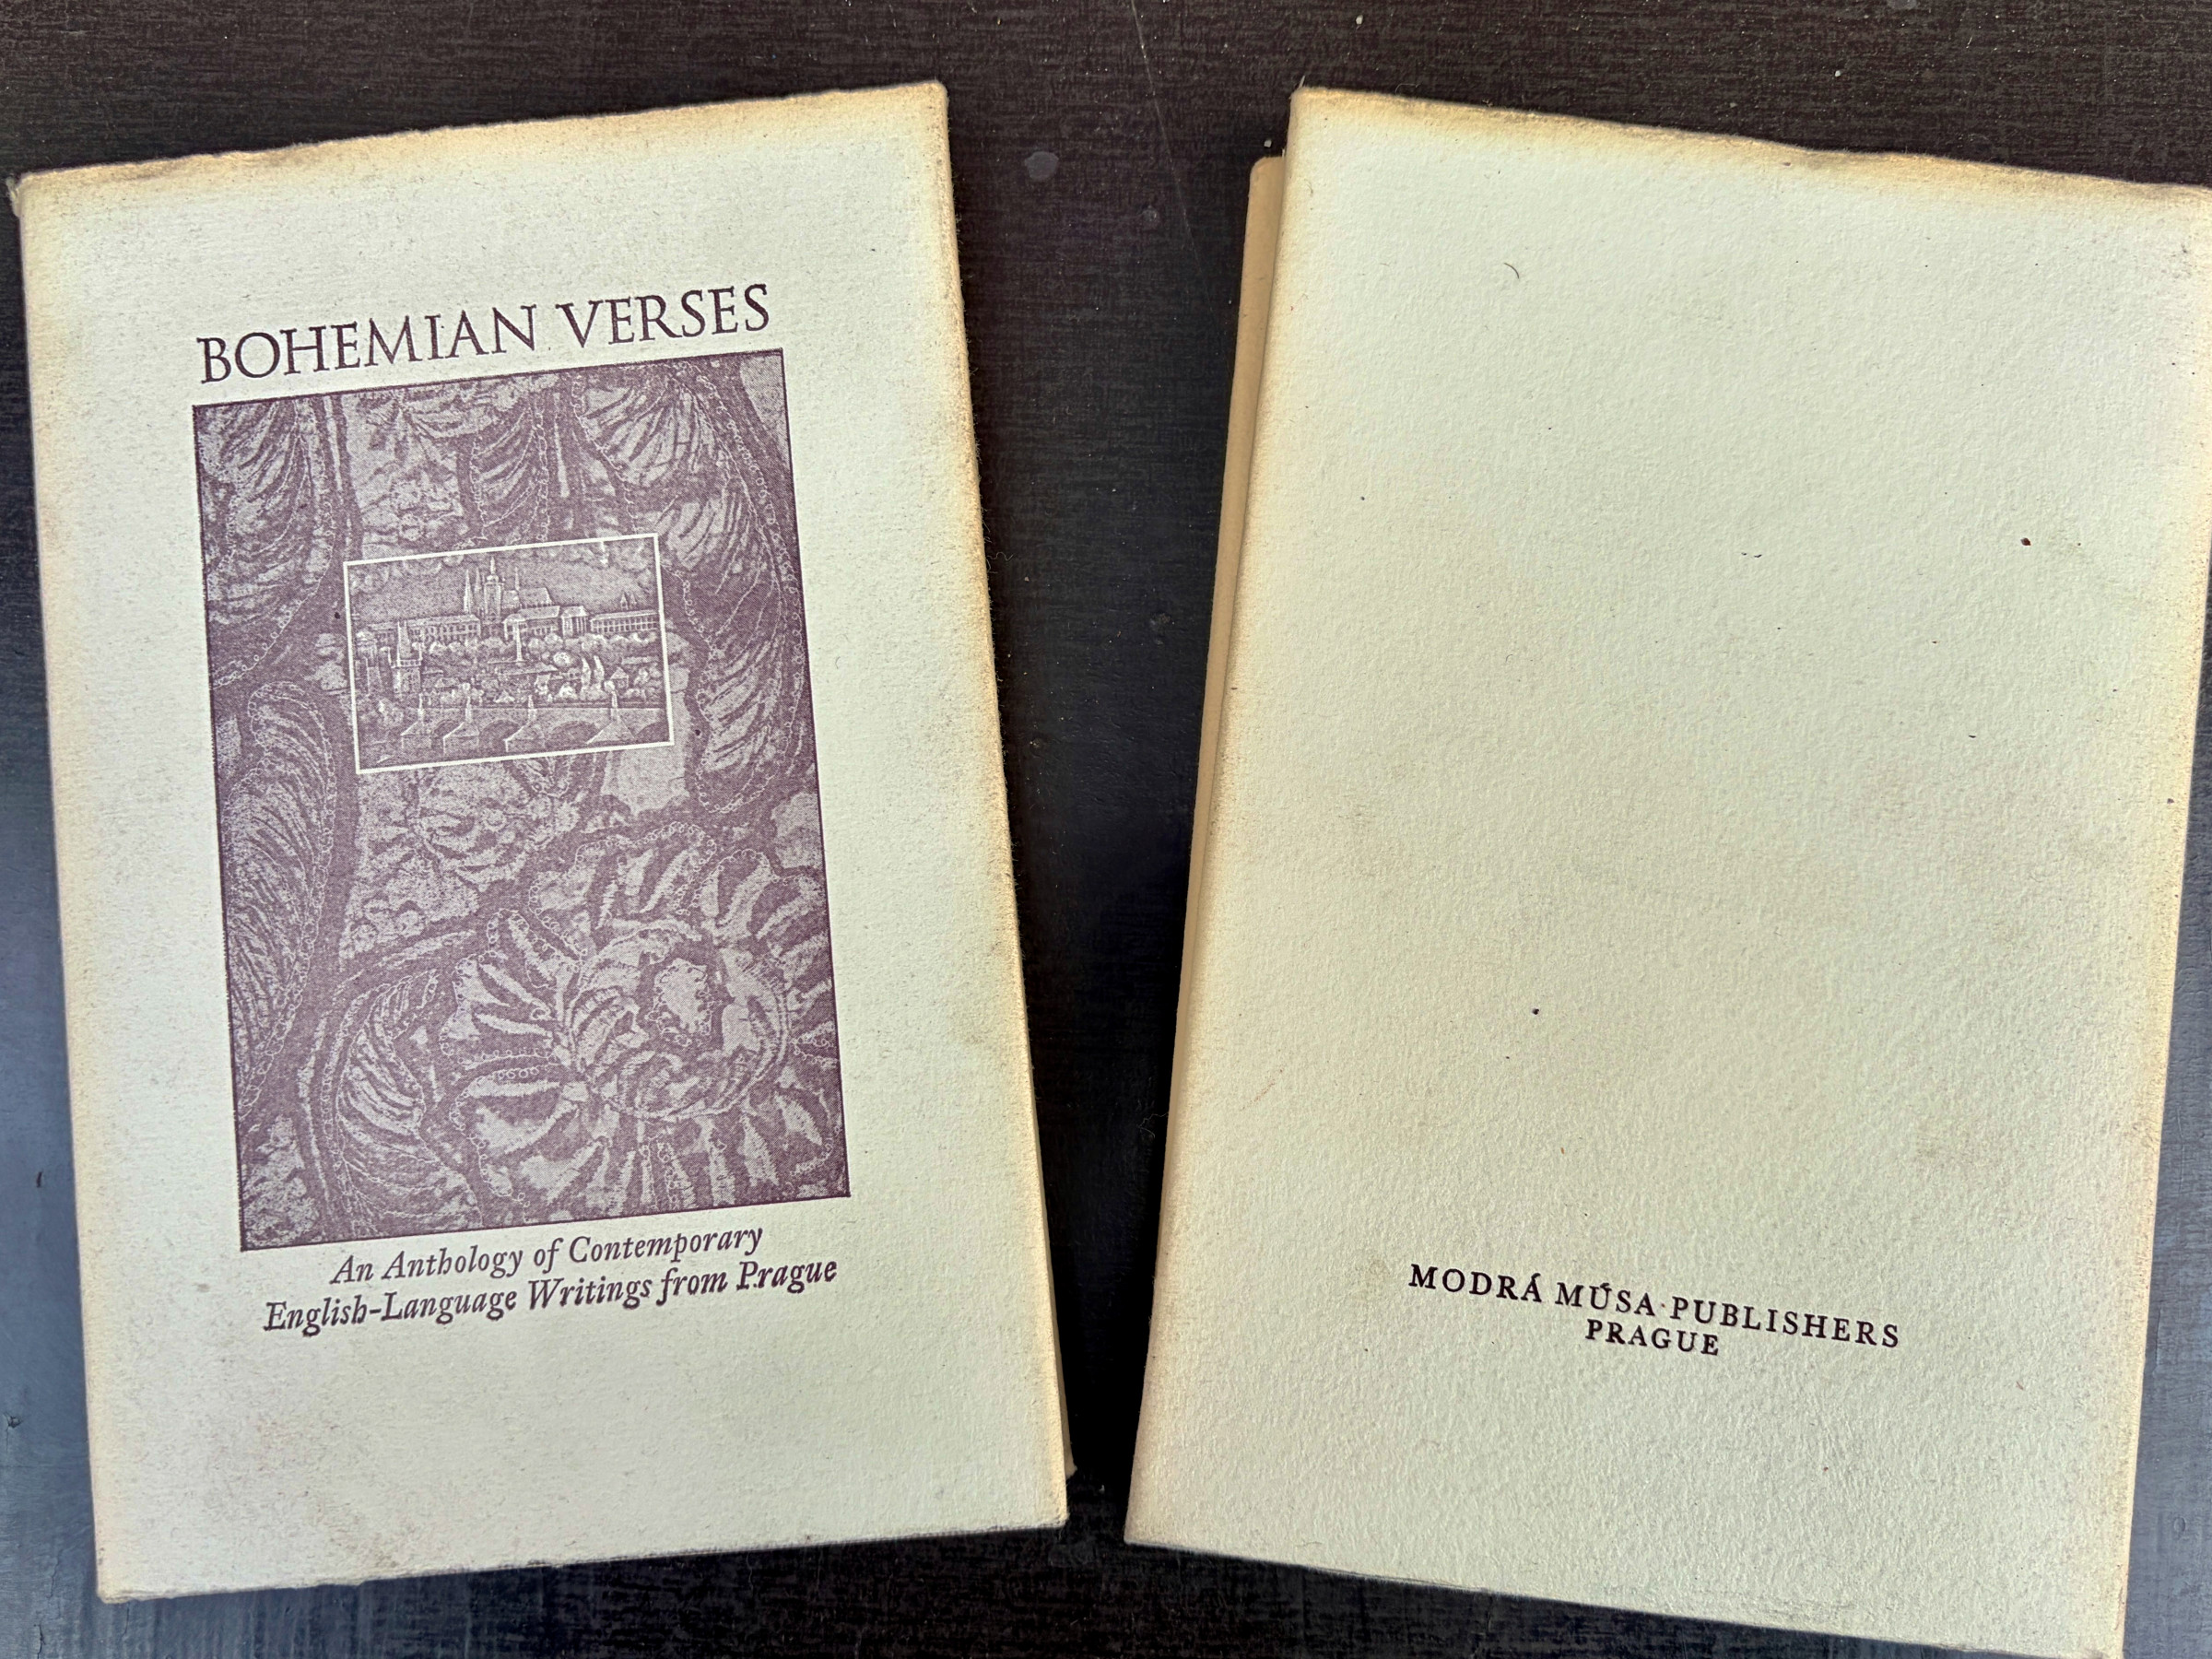 BOHEMIAN VERSES
An Anthology of Contemporary
English-Language Writings from Prague
MODRÁ MÚSA PUBLISHERS
PRAGUE